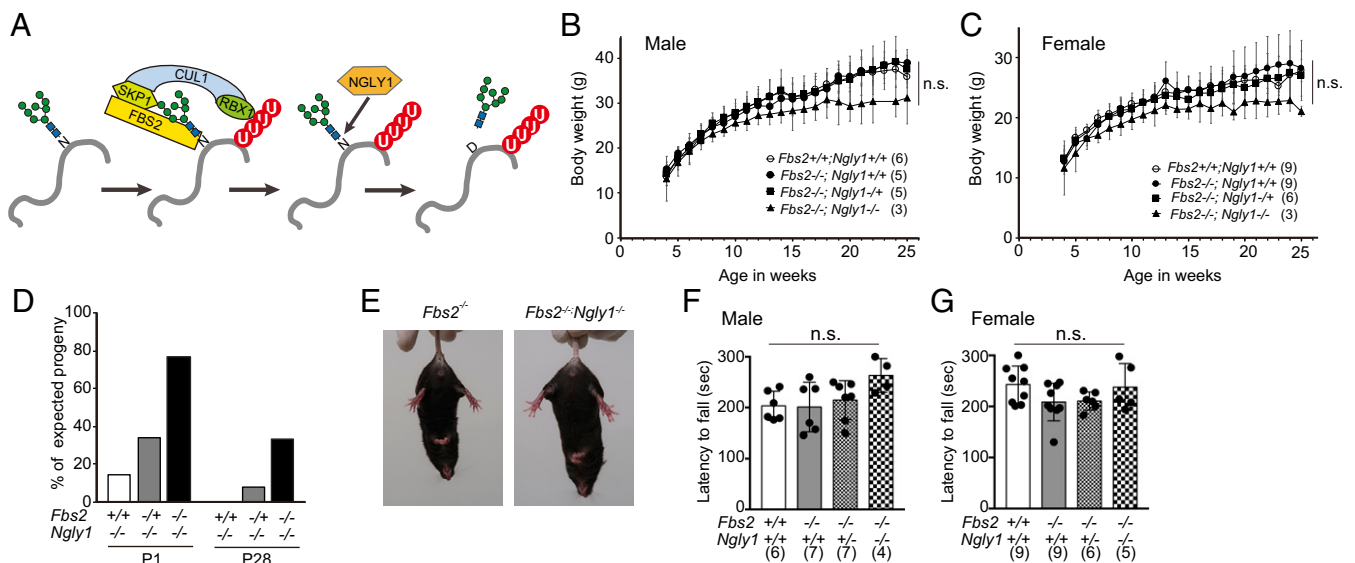 A
CUL1
SKP1
RBX1
FBS2
N
N
UUUU
NGLY1
N
UUUU
D
UUUU
B
Male
Body weight (g)
40
30
20
10
0
Fbs2+/+;Ngly1+/+ (6)
Fbs2-/-; Ngly1+/+ (5)
Fbs2-/-; Ngly1-/+ (5)
Fbs2-/-; Ngly1-/- (3)
n.s.
0 5 10 15 20 25
Age in weeks
C
Female
Body weight (g)
30
20
10
0
Fbs2+/+;Ngly1+/+ (9)
Fbs2-/-; Ngly1+/+ (9)
Fbs2-/-; Ngly1-/+ (6)
Fbs2-/-; Ngly1-/- (3)
n.s.
0 5 10 15 20 25
Age in weeks
D
% of expected progeny
100
80
60
40
20
0
Fbs2 +/+ -/+ -/- +/+ -/+ -/-
Ngly1 -/- -/- -/- -/- -/- -/-
P1 P28
E
Fbs2-/- Fbs2-/-;Ngly1-/-
F
Male
n.s.
Latency to fall (sec)
300
200
100
0
Fbs2 +/+ -/- -/- -/-
Ngly1 +/+ +/+ +/- -/-
(6) (7) (7) (4)
G
Female
n.s.
Latency to fall (sec)
300
200
100
0
Fbs2 +/+ -/- -/- -/-
Ngly1 +/+ +/+ +/- -/-
(9) (9) (6) (5)